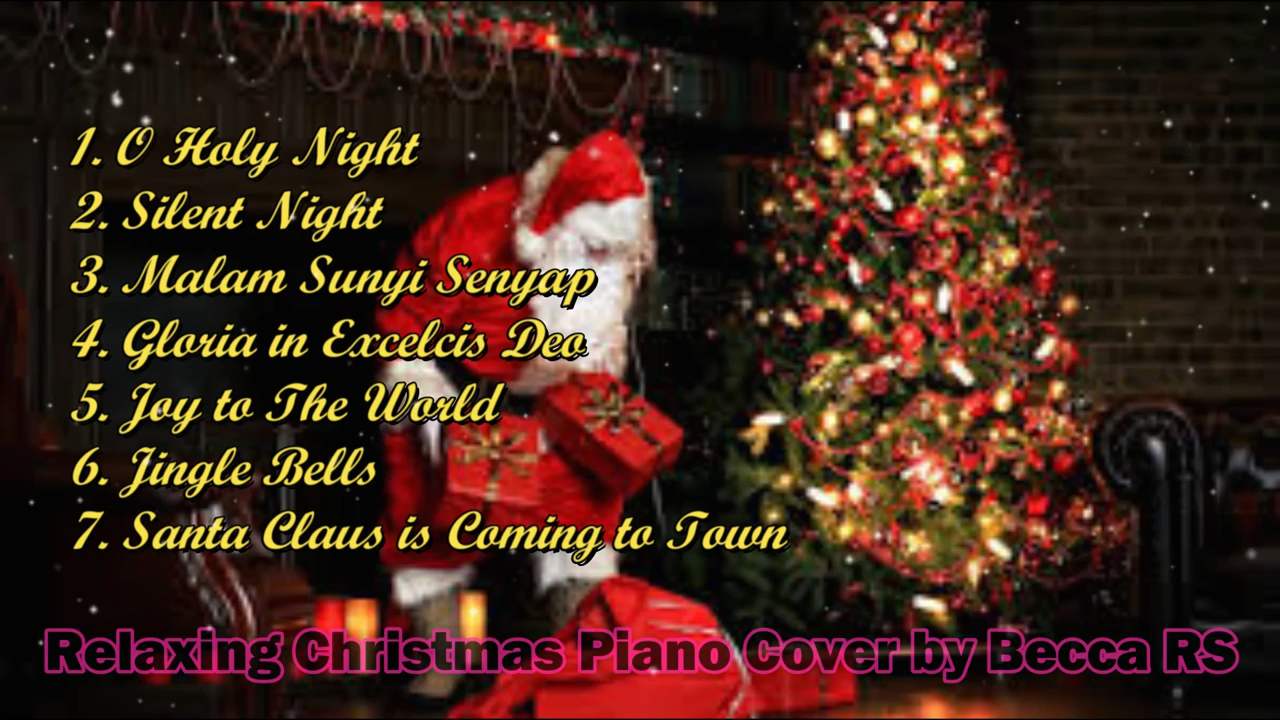 1. O Holy Night
2. Silent Night
3. Malam Sunyi Senyap
4. Gloria in Excelcis Deo
5. Joy to The World
6. Jingle Bells
7. Santa Claus is Coming to Town
Relaxing Christmas Piano Cover by Becca RS